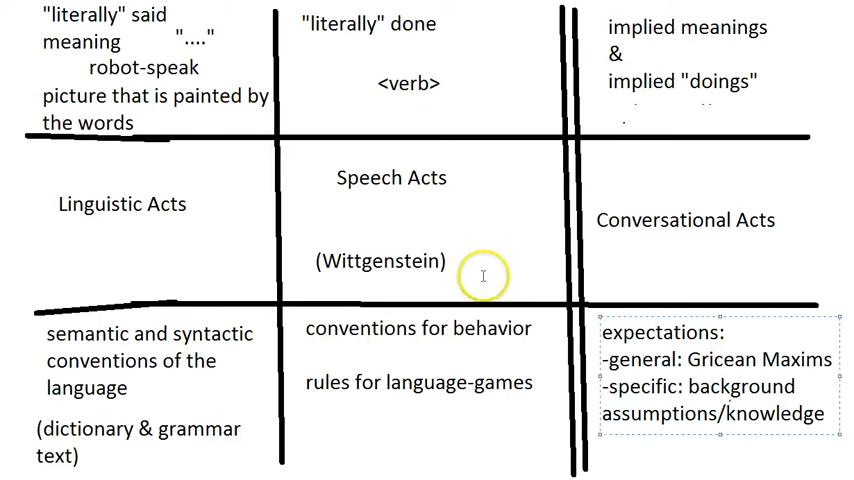 "literally" said
meaning "...."
robot-speak
picture that is painted by
the words
"literally" done
<verb>
implied meanings
&
implied "doings"
Linguistic Acts
Speech Acts
(Wittgenstein)
Conversational Acts
semantic and syntactic
conventions of the
language
(dictionary & grammar
text)
conventions for behavior
rules for language-games
expectations:
-general: Gricean Maxims
-specific: background
assumptions/knowledge